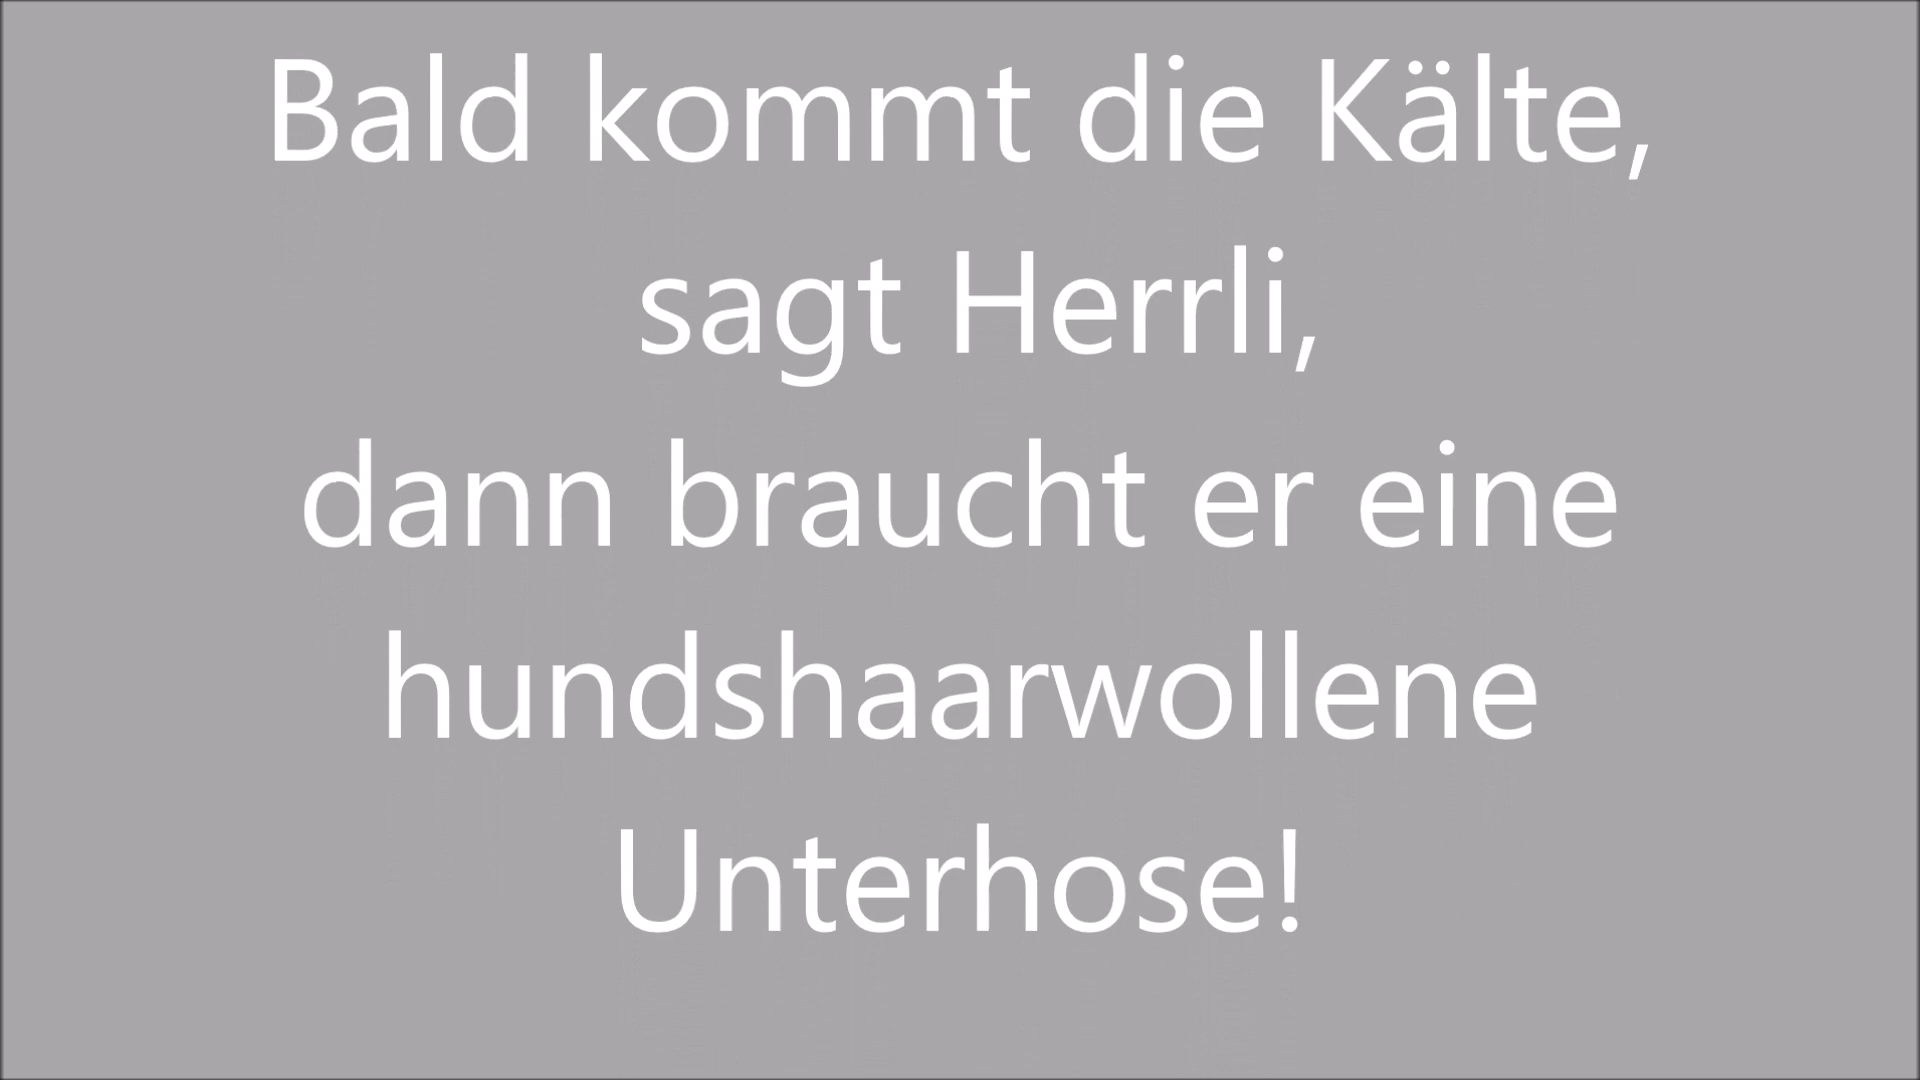 Bald kommt die Kälte,
sagt Herrli,
dann braucht er eine
hundshaarwollene
Unterhose!